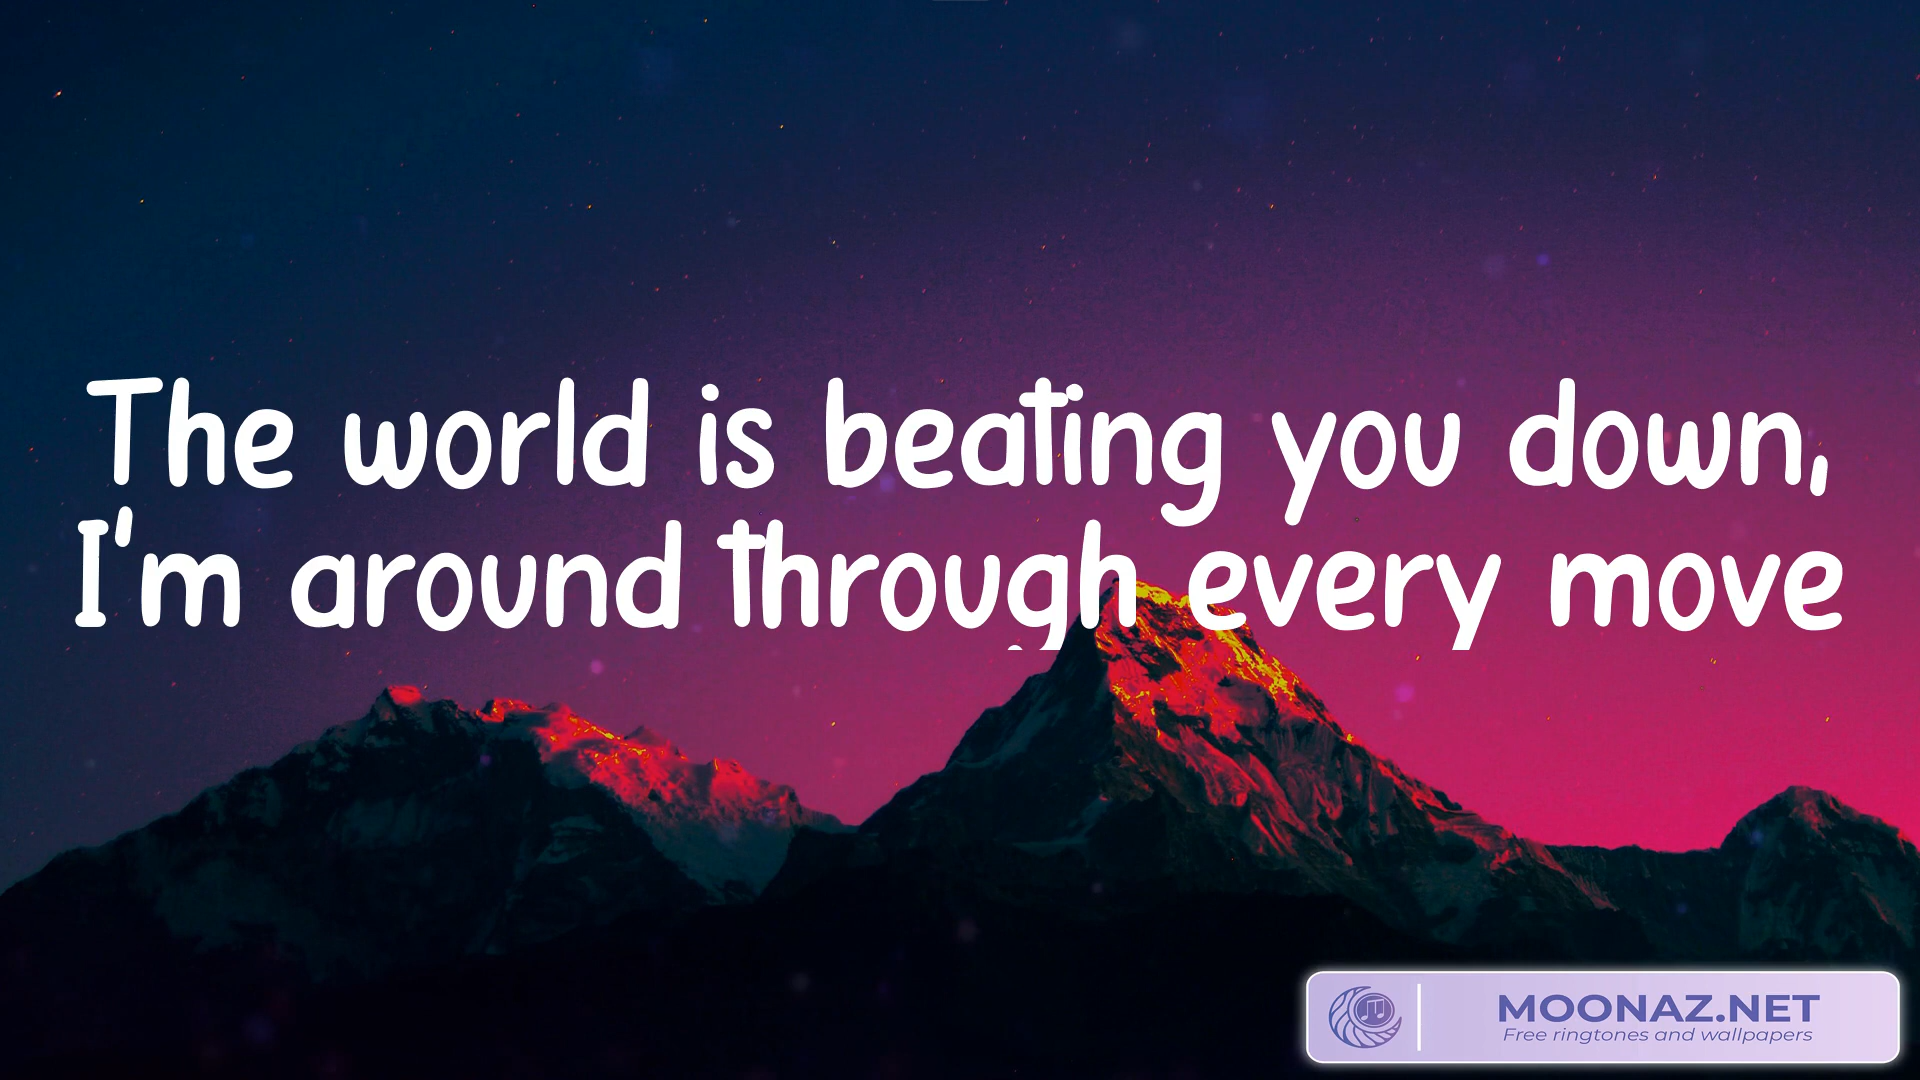 The world is beating you down,
I'm around through every move
MOONAZ.NET
Free ringtones and wallpapers